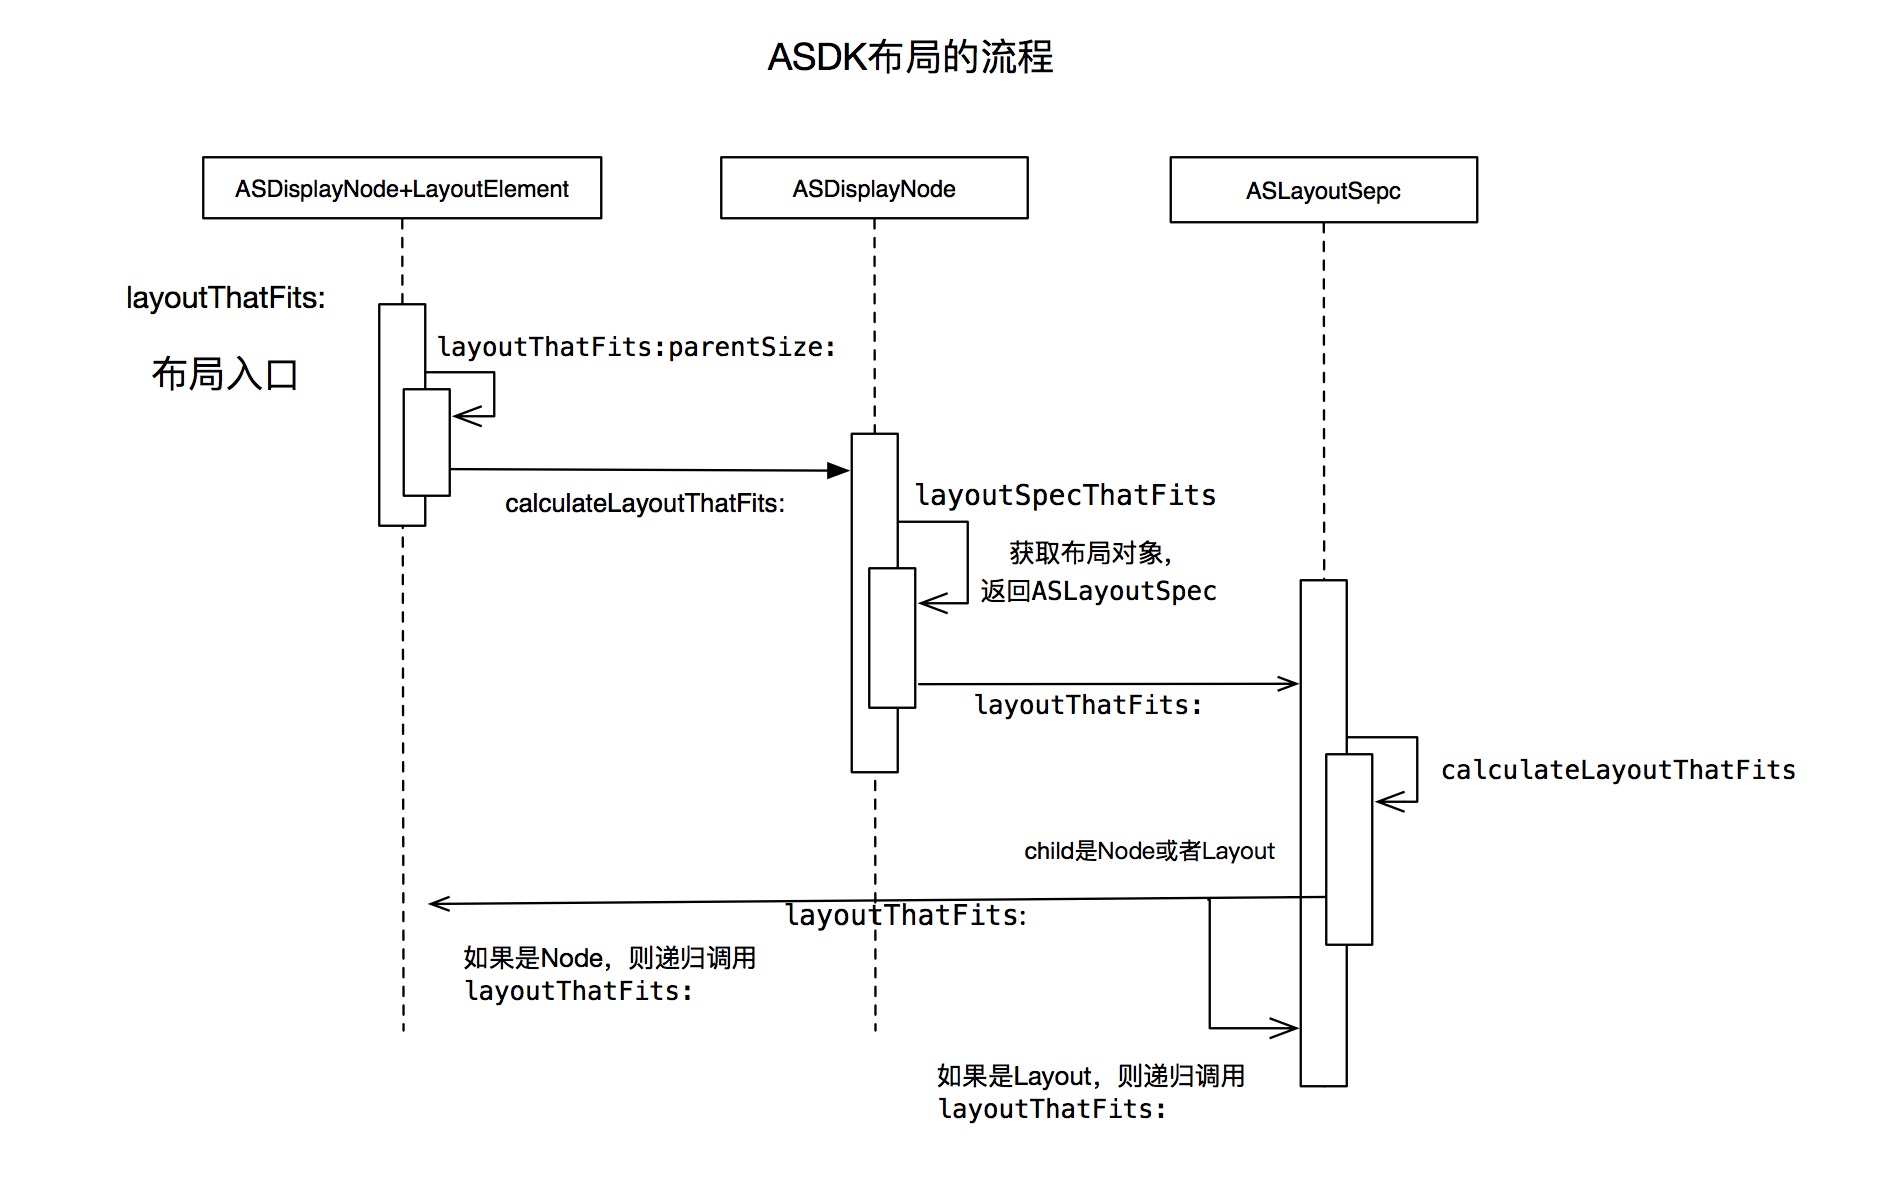 ASDK布局的流程
ASDisplayNode+LayoutElement
ASDisplayNode
ASLayoutSepc
layoutThatFits:
布局入口
layoutThatFits:parentSize:
calculateLayoutThatFits:
layoutSpecThatFits
获取布局对象，
返回ASLayoutSpec
layoutThatFits:
calculateLayoutThatFits
child是Node或者Layout
layoutThatFits:
如果是Node，则递归调用
layoutThatFits:
如果是Layout，则递归调用
layoutThatFits: